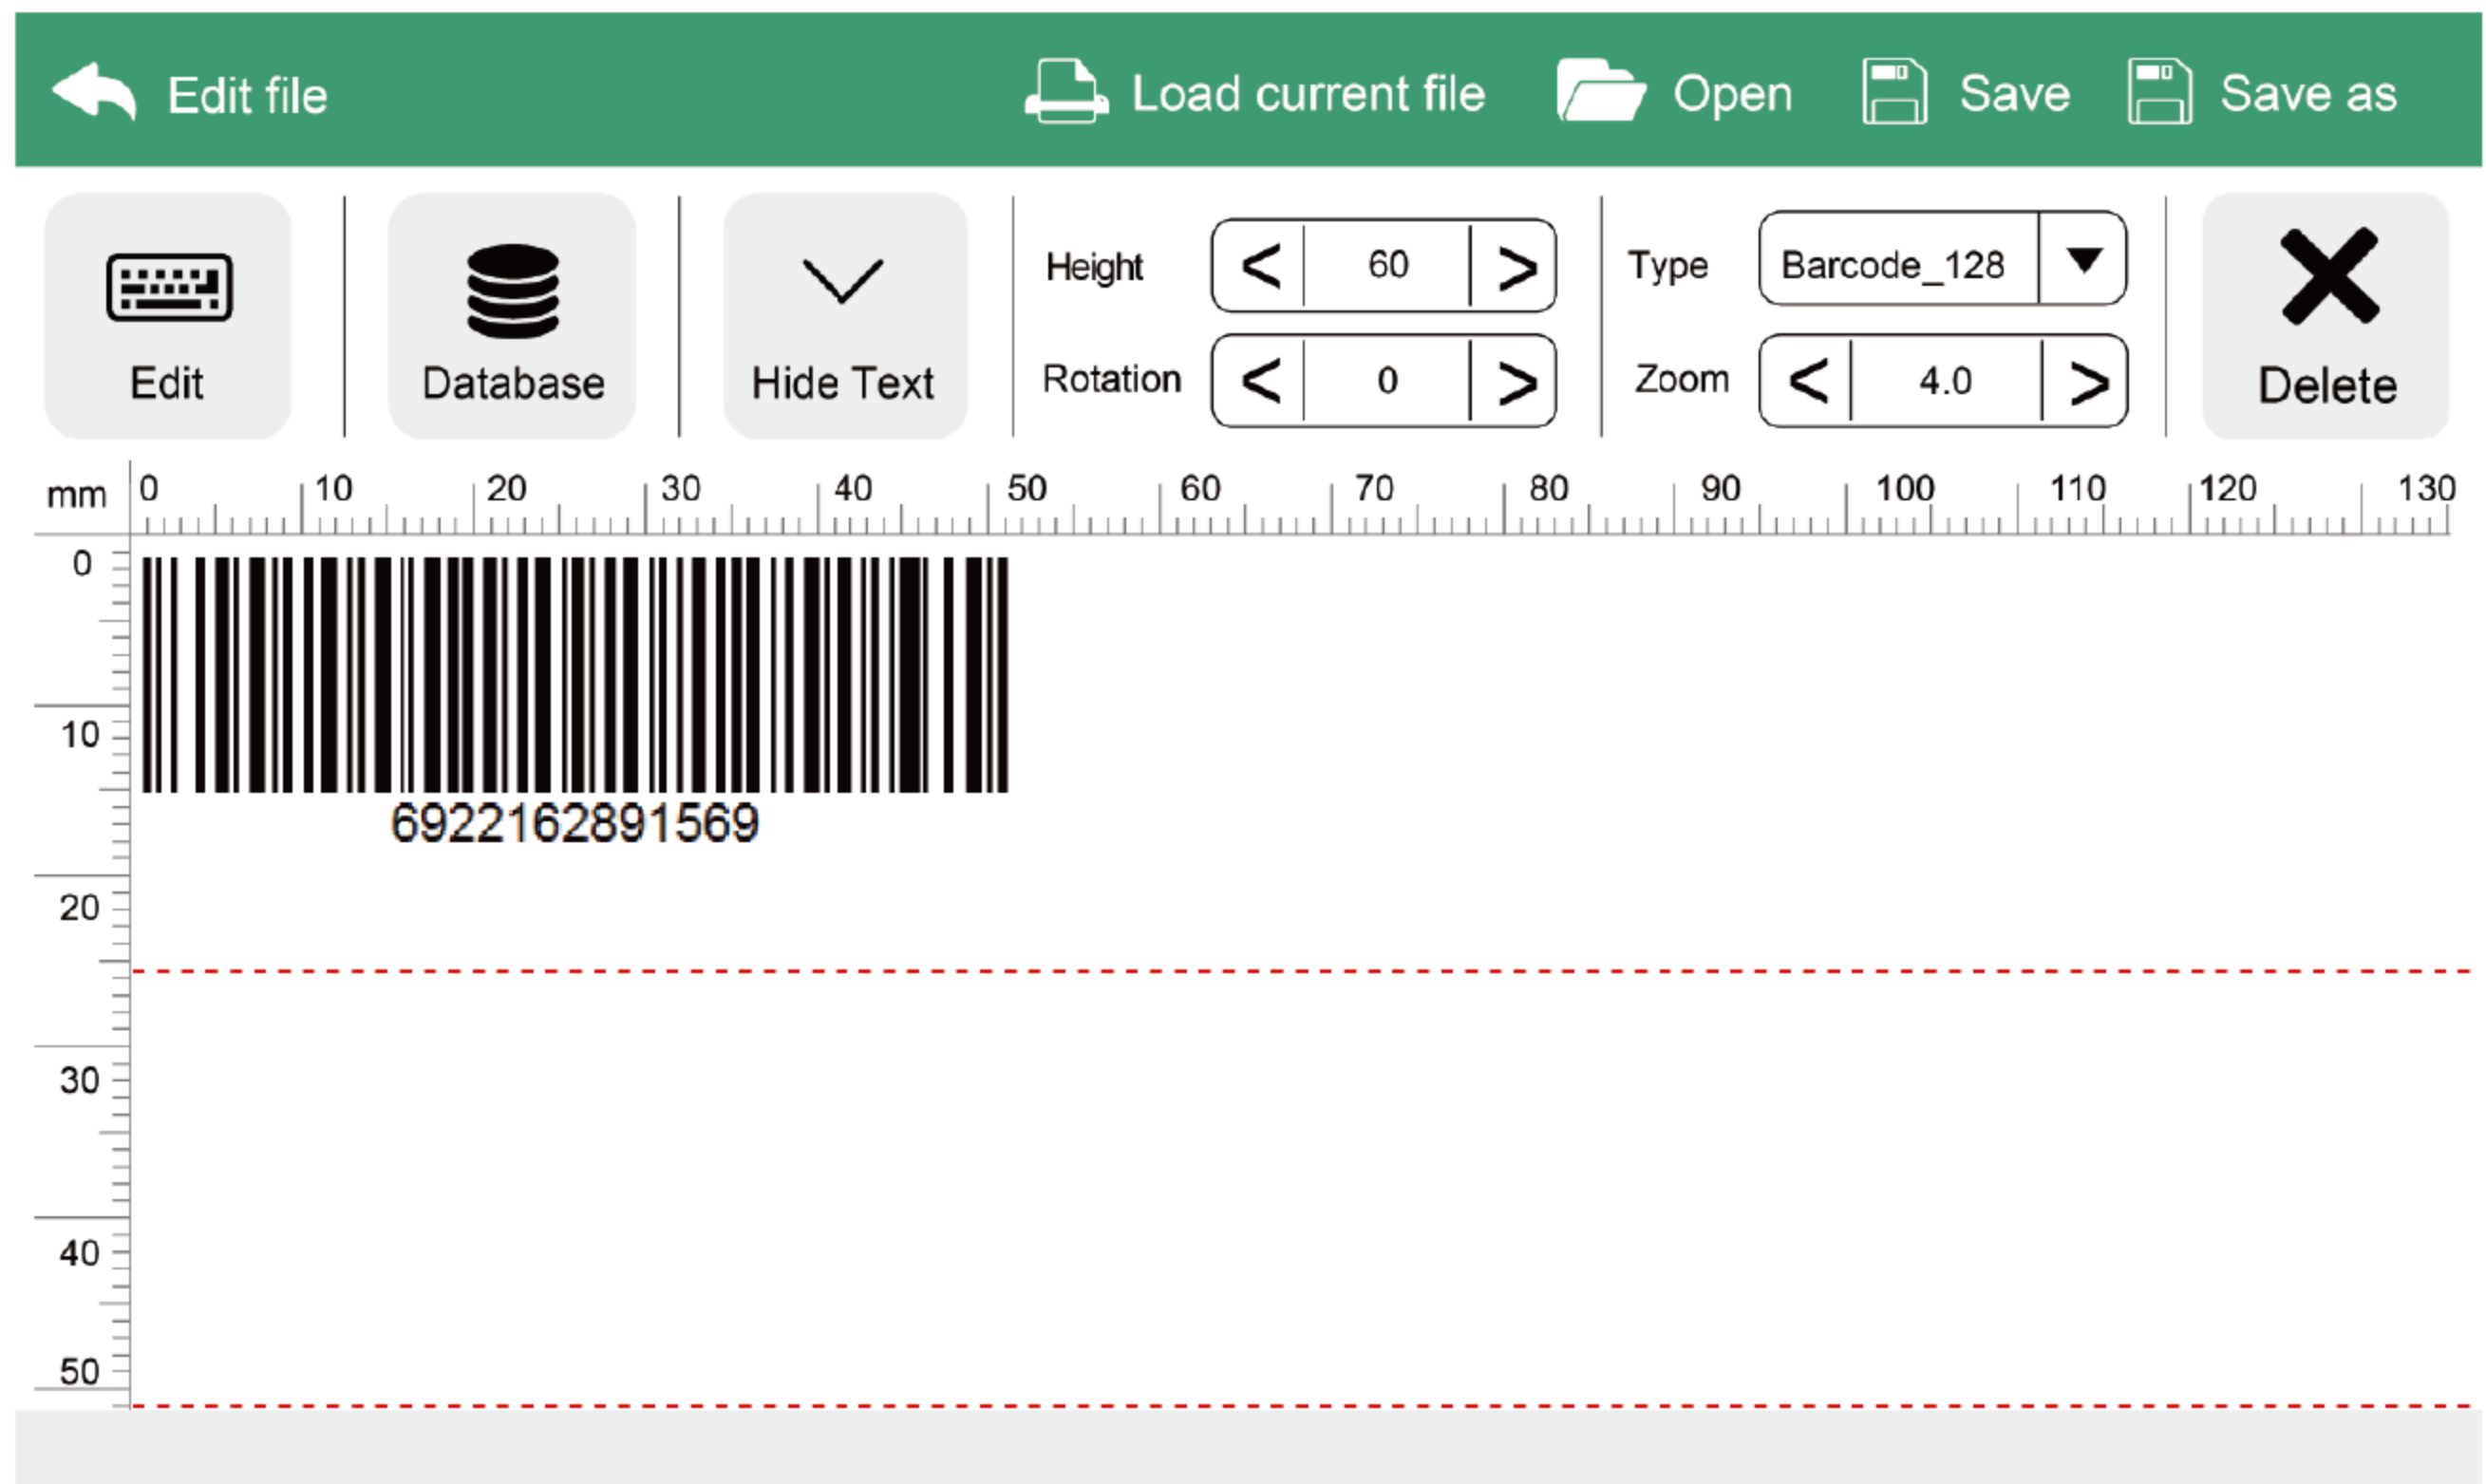 Edit file Load current file Open Save Save as
Height 60 Type Barcode_128
Edit Database Hide Text Rotation 0 Zoom 4.0 Delete
mm 0 10 20 30 40 50 60 70 80 90 100 110 120 130
0
10
6922162891569
20
30
40
50